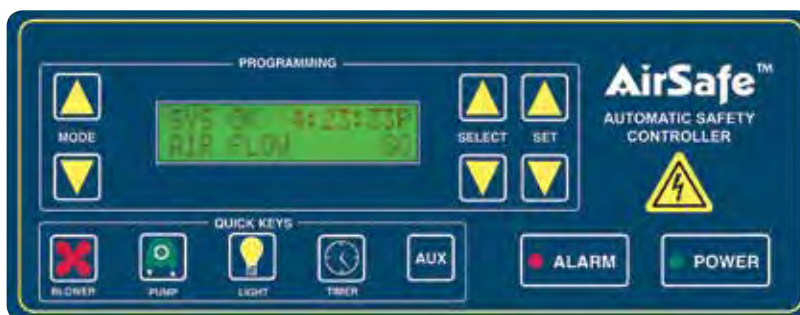 PROGRAMMING
MODE
SYS OK 4:23:33P
AIR FLOW 90
SELECT
SET
AirSafe™
AUTOMATIC SAFETY
CONTROLLER
QUICK KEYS
BLOWER
PUMP
LIGHT
TIMER
AUX
ALARM
POWER